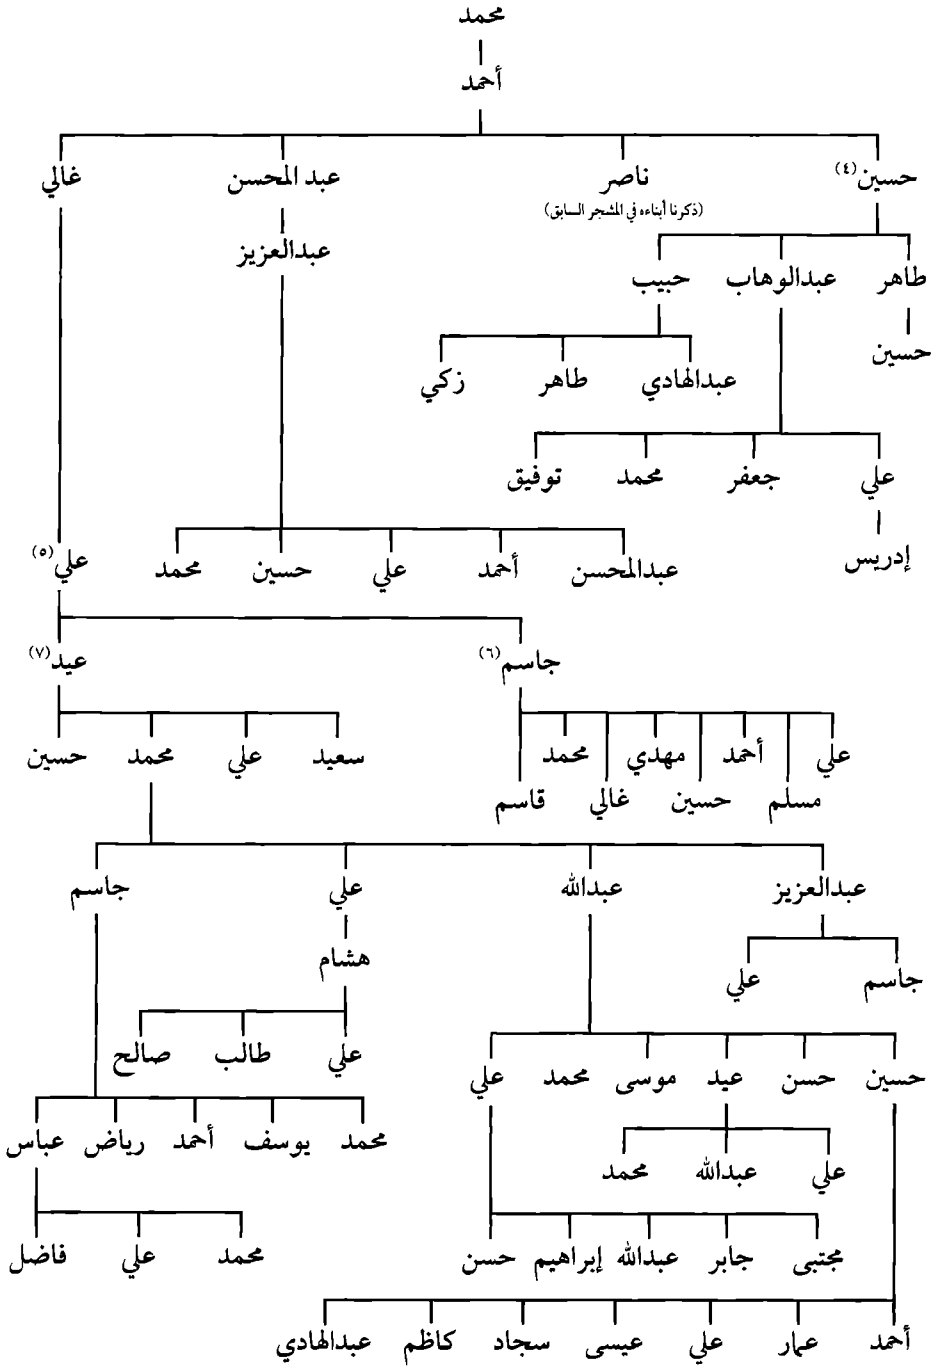 محمد
أحمد
حسين(٤) ناصر عبد المحسن غالي
(ذكرنا أبناءه في المشجر السابق)
عبدالعزيز
طاهر عبدالوهاب حبيب
حسين
عبدالهادي طاهر زكي
علي جعفر محمد توفيق
إدريس
عبدالمحسن أحمد علي حسين محمد علي(٥)
جاسم(٦) عيد(٧)
علي أحمد مهدي محمد سعيد علي محمد حسين
مسلم حسين غالي قاسم
عبدالعزيز عبدالله علي جاسم
هشام
جاسم علي
علي طالب صالح
حسين حسن عيد موسى محمد علي
محمد يوسف أحمد رياض عباس
علي عبدالله محمد
مجتبى جابر عبدالله إبراهيم حسن محمد علي فاضل
أحمد عمار علي عيسى سجاد كاظم عبدالهادي